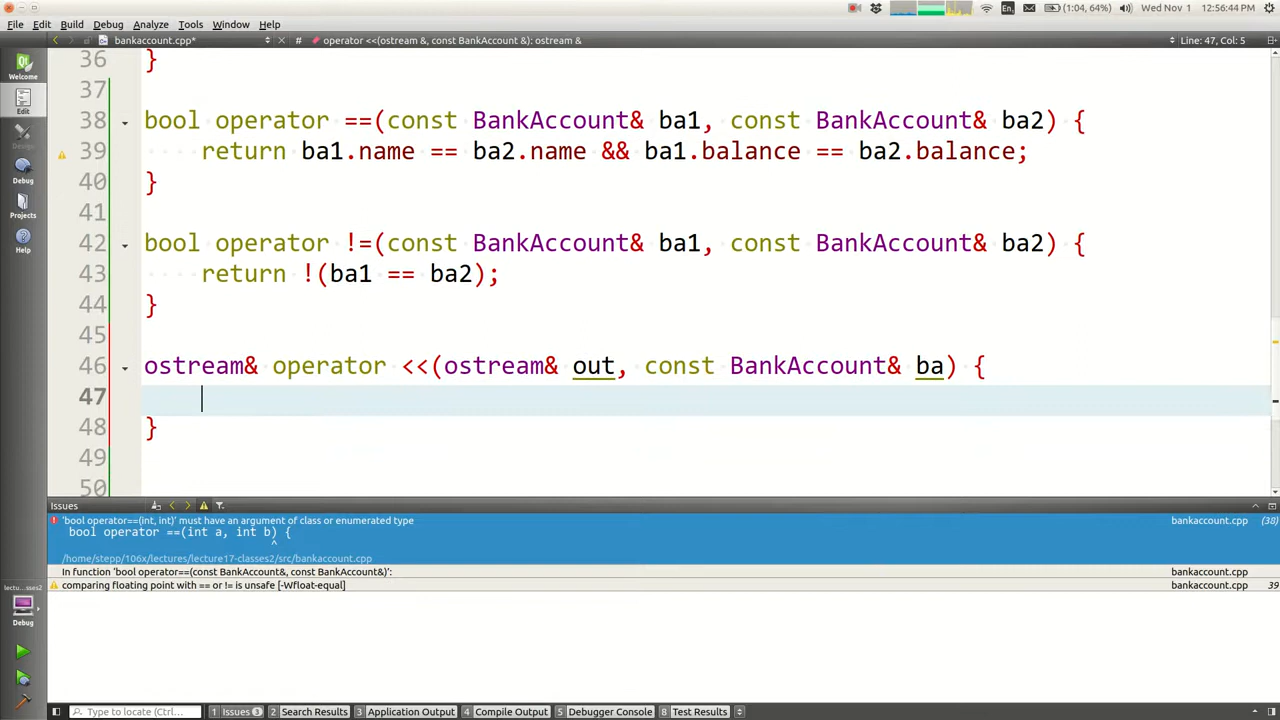 (1:04, 64%) Wed Nov 1 12:56:44 PM
File Edit Build Debug Analyze Tools Window Help
bankaccount.cpp* # operator <<(ostream &, const BankAccount &): ostream & Line: 47, Col: 5
Welcome
Edit
Design
Debug
Projects
Help
36 }
37
38 bool operator ==(const BankAccount& ba1, const BankAccount& ba2) {
39 return ba1.name == ba2.name && ba1.balance == ba2.balance;
40 }
41
42 bool operator !=(const BankAccount& ba1, const BankAccount& ba2) {
43 return !(ba1 == ba2);
44 }
45
46 ostream& operator <<(ostream& out, const BankAccount& ba) {
47
48 }
49
50
Issues
'bool operator==(int, int)' must have an argument of class or enumerated type bankaccount.cpp (38)
bool operator ==(int a, int b) {
^
/home/stepp/106x/lectures/lecture17-classes2/src/bankaccount.cpp
In function 'bool operator==(const BankAccount&, const BankAccount&)': bankaccount.cpp
comparing floating point with == or != is unsafe [-Wfloat-equal] bankaccount.cpp 39
lectu...sses2
Debug
Type to locate (Ctrl... 1 Issues 3 2 Search Results 3 Application Output 4 Compile Output 5 Debugger Console 8 Test Results